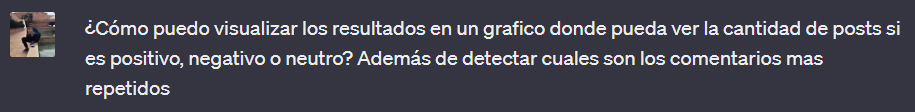 ¿Cómo puedo visualizar los resultados en un grafico donde pueda ver la cantidad de posts si
es positivo, negativo o neutro? Además de detectar cuales son los comentarios mas
repetidos